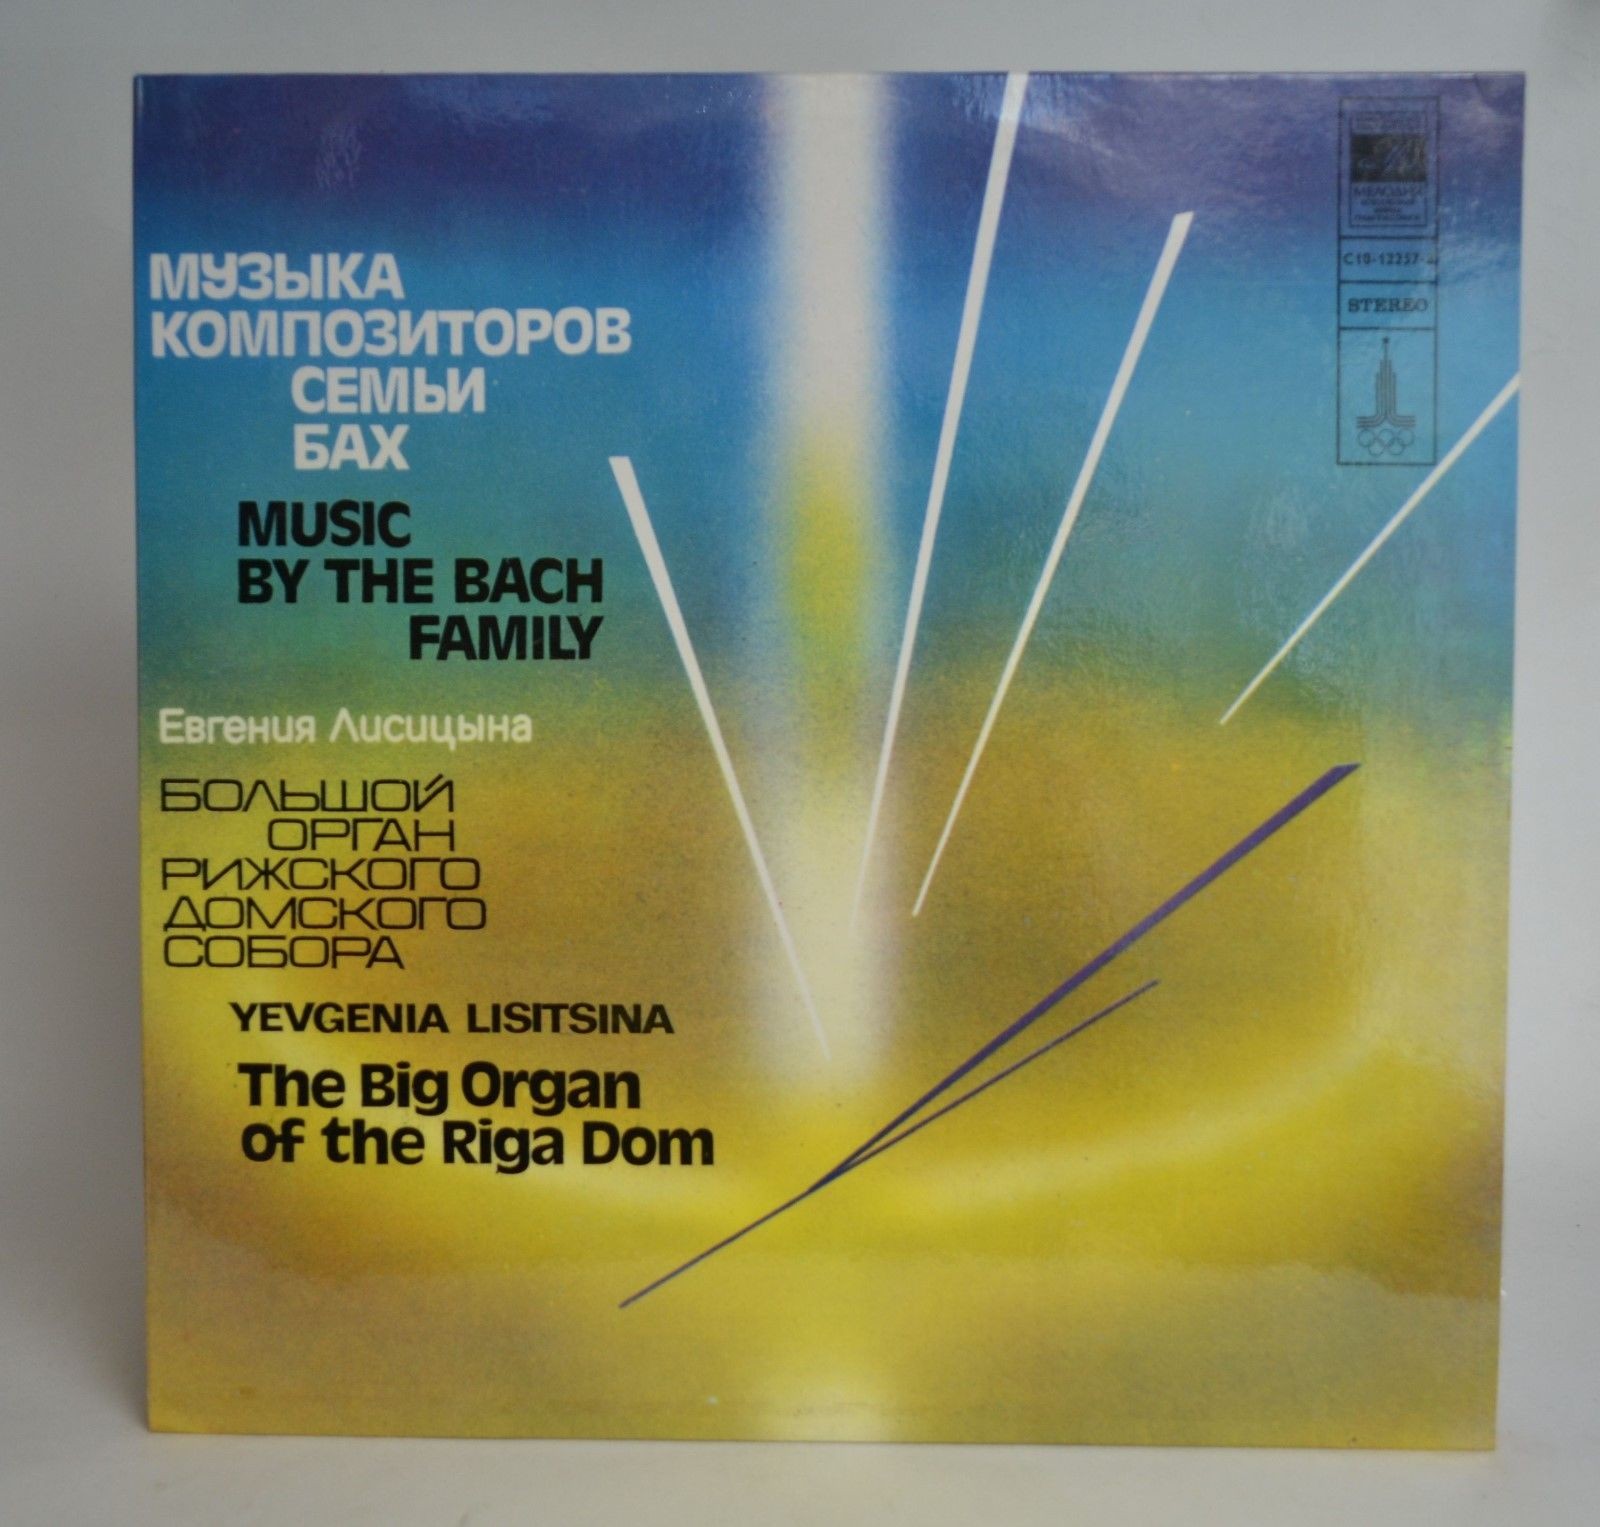 МУЗЫКА
КОМПОЗИТОРОВ
СЕМЬИ
БАХ
MUSIC
BY THE BACH
FAMILY
Евгения Лисицына
БОЛЬШОЙ
ОРГАН
РИЖСКОГО
ДОМСКОГО
СОБОРА
YEVGENIA LISITSINA
The Big Organ
of the Riga Dom
МЕЛОДИЯ
STEREO